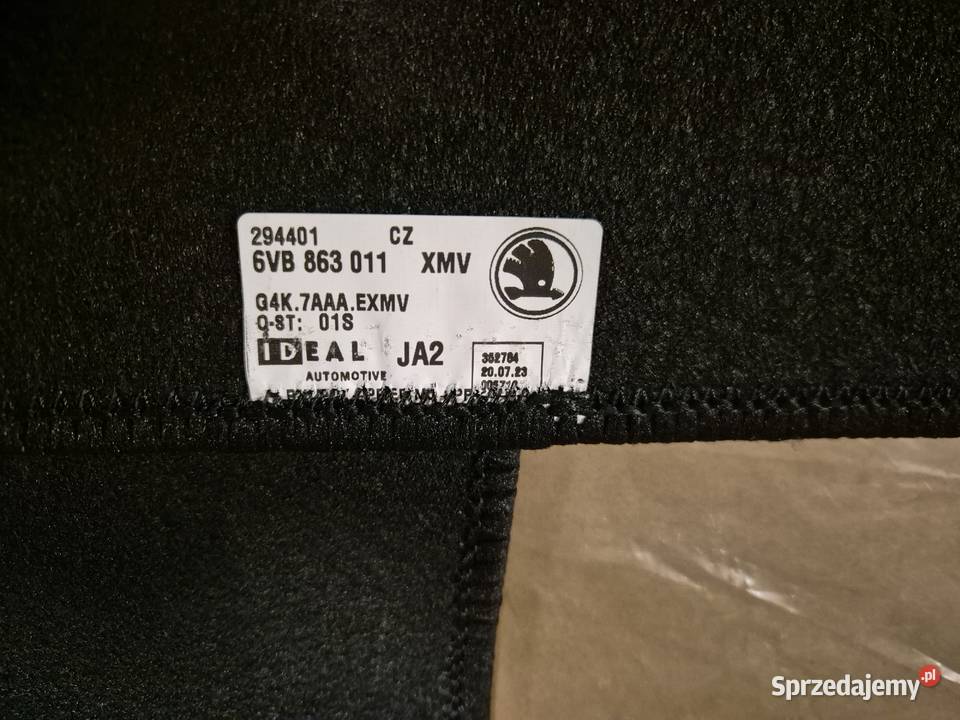 294401 CZ
6VB 863 011 XMV
G4K.7AAA.EXMV
Q-ST: 01S
IDEAL JA2
AUTOMOTIVE
352764
20.07.23
Sprzedajemy.pl